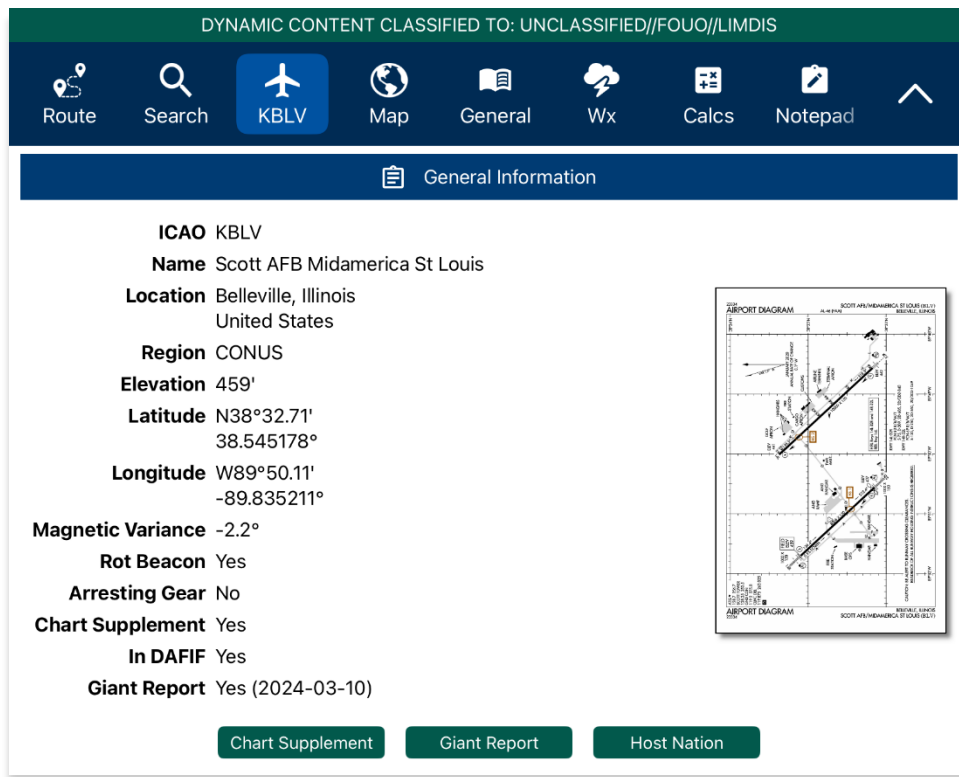 DYNAMIC CONTENT CLASSIFIED TO: UNCLASSIFIED//FOUO//LIMDIS
Route Search KBLV Map General Wx Calcs Notepad
General Information
ICAO KBLV
Name Scott AFB Midamerica St Louis
Location Belleville, Illinois
United States
Region CONUS
Elevation 459'
Latitude N38°32.71'
38.545178°
Longitude W89°50.11'
-89.835211°
Magnetic Variance -2.2°
Rot Beacon Yes
Arresting Gear No
Chart Supplement Yes
In DAFIF Yes
Giant Report Yes (2024-03-10)
AIRPORT DIAGRAM
SCOTT AFB/MIDAMERICA ST LOUIS (BLV)
BELLEVILLE, ILLINOIS
AIRPORT DIAGRAM
BELLEVILLE, ILLINOIS
SCOTT AFB/MIDAMERICA ST LOUIS (BLV)
Chart Supplement Giant Report Host Nation